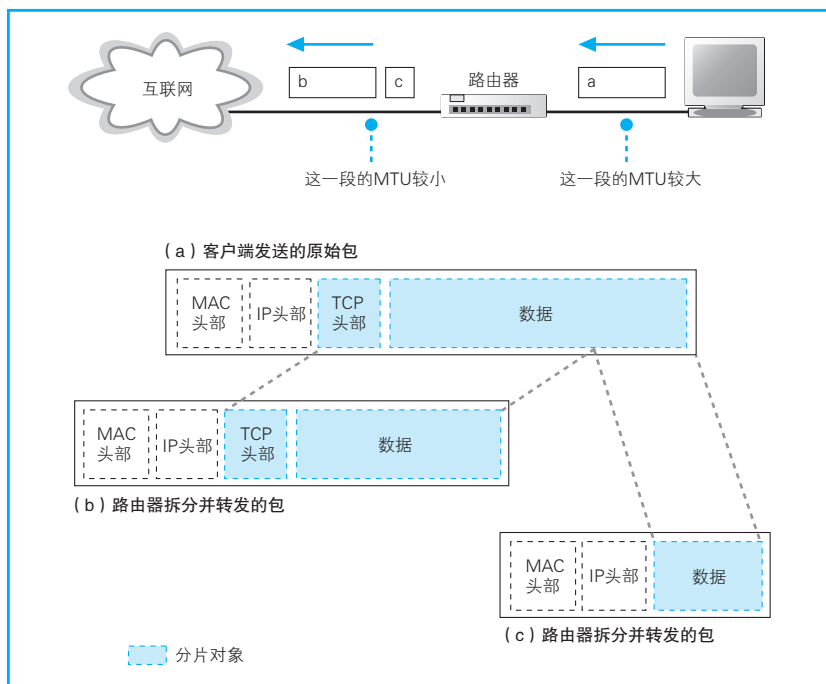 互联网
b
c
路由器
a
这一段的MTU较小
这一段的MTU较大
(a)客户端发送的原始包
MAC
头部
IP头部
TCP
头部
数据
MAC
头部
IP头部
TCP
头部
数据
(b)路由器拆分并转发的包
MAC
头部
IP头部
数据
(c)路由器拆分并转发的包
分片对象